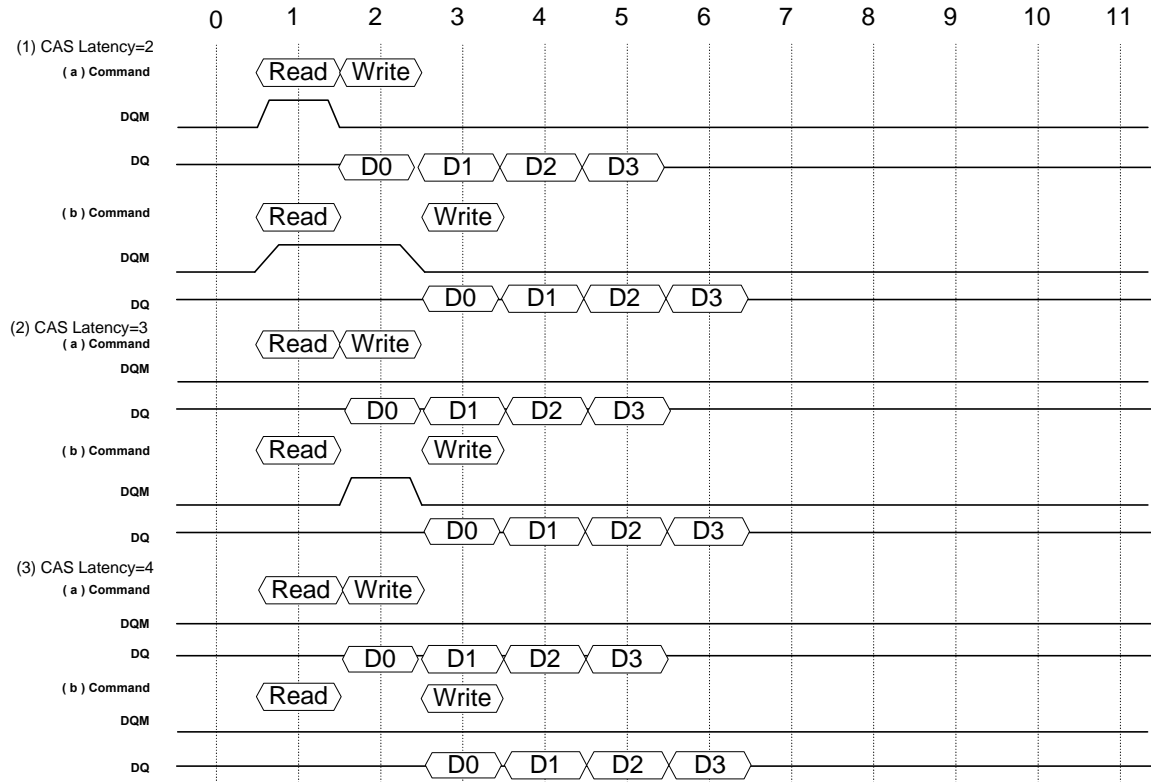 0 1 2 3 4 5 6 7 8 9 10 11
(1) CAS Latency=2
( a ) Command Read Write
DQM
DQ D0 D1 D2 D3
( b ) Command Read Write
DQM
DQ D0 D1 D2 D3
(2) CAS Latency=3
( a ) Command Read Write
DQM
DQ D0 D1 D2 D3
( b ) Command Read Write
DQM
DQ D0 D1 D2 D3
(3) CAS Latency=4
( a ) Command Read Write
DQM
DQ D0 D1 D2 D3
( b ) Command Read Write
DQM
DQ D0 D1 D2 D3